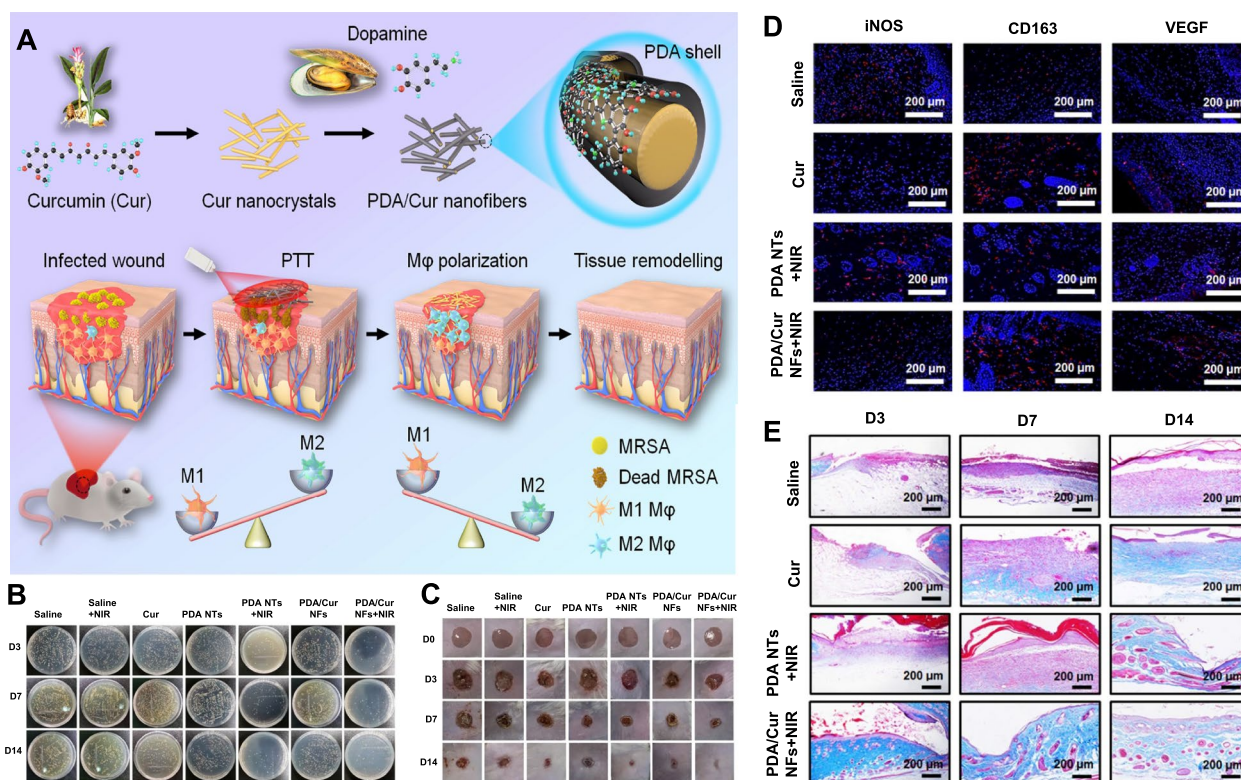 A
Dopamine
PDA shell
Curcumin (Cur)
Cur nanocrystals
PDA/Cur nanofibers
Infected wound
PTT
Mφ polarization
Tissue remodelling
M1
M2
M1
M2
MRSA
Dead MRSA
M1 Mφ
M2 Mφ
B
Saline
Saline
+NIR
Cur
PDA NTs
PDA NTs
+NIR
PDA/Cur
NFs
PDA/Cur
NFs+NIR
D3
D7
D14
C
Saline
Saline
+NIR
Cur
PDA NTs
PDA NTs
+NIR
PDA/Cur
NFs
PDA/Cur
NFs+NIR
D0
D3
D7
D14
D
iNOS
CD163
VEGF
Saline
200 μm
200 μm
200 μm
Cur
200 μm
200 μm
200 μm
PDA NTs
+NIR
200 μm
200 μm
200 μm
PDA/Cur
NFs+NIR
200 μm
200 μm
200 μm
E
D3
D7
D14
Saline
200 μm
200 μm
200 μm
Cur
200 μm
200 μm
200 μm
PDA NTs
+NIR
200 μm
200 μm
200 μm
PDA/Cur
NFs+NIR
200 μm
200 μm
200 μm